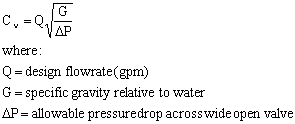 C_v = Q√(G/ΔP)
where:
Q = design flowrate (gpm)
G = specific gravity relative to water
ΔP = allowable pressure drop across wide open valve